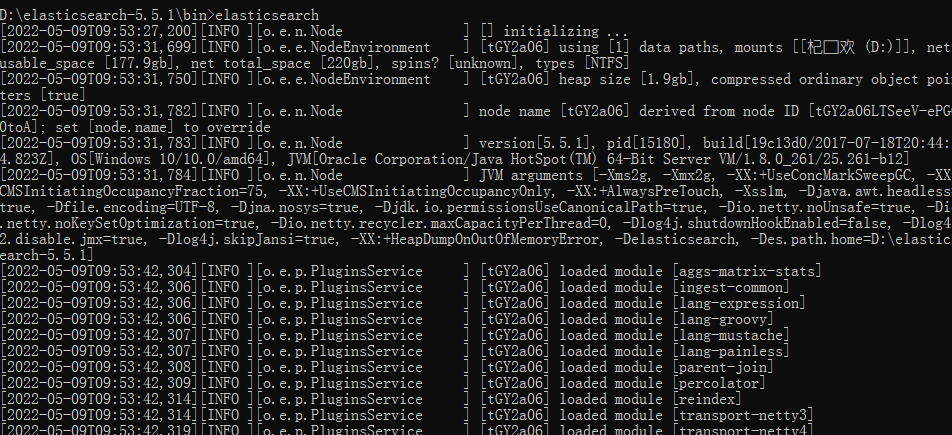 D:\elasticsearch-5.5.1\bin>elasticsearch
[2022-05-09T09:53:27,200][INFO ][o.e.n.Node               ] [] initializing ...
[2022-05-09T09:53:31,699][INFO ][o.e.e.NodeEnvironment    ] [tGY2a06] using [1] data paths, mounts [[杞欢 (D:)]], net
usable_space [177.9gb], net total_space [220gb], spins? [unknown], types [NTFS]
[2022-05-09T09:53:31,750][INFO ][o.e.e.NodeEnvironment    ] [tGY2a06] heap size [1.9gb], compressed ordinary object poi
ters [true]
[2022-05-09T09:53:31,782][INFO ][o.e.n.Node               ] node name [tGY2a06] derived from node ID [tGY2a06LTSeeV-ePG
OtoA]; set [node.name] to override
[2022-05-09T09:53:31,783][INFO ][o.e.n.Node               ] version[5.5.1], pid[15180], build[19c13d0/2017-07-18T20:44:
4.823Z], OS[Windows 10/10.0/amd64], JVM[Oracle Corporation/Java HotSpot(TM) 64-Bit Server VM/1.8.0_261/25.261-b12]
[2022-05-09T09:53:31,784][INFO ][o.e.n.Node               ] JVM arguments [-Xms2g, -Xmx2g, -XX:+UseConcMarkSweepGC, -XX
CMSInitiatingOccupancyFraction=75, -XX:+UseCMSInitiatingOccupancyOnly, -XX:+AlwaysPreTouch, -Xss1m, -Djava.awt.headless
true, -Dfile.encoding=UTF-8, -Djna.nosys=true, -Djdk.io.permissionsUseCanonicalPath=true, -Dio.netty.noUnsafe=true, -Di
.netty.noKeySetOptimization=true, -Dio.netty.recycler.maxCapacityPerThread=0, -Dlog4j.shutdownHookEnabled=false, -Dlog4
2.disable.jmx=true, -Dlog4j.skipJansi=true, -XX:+HeapDumpOnOutOfMemoryError, -Delasticsearch, -Des.path.home=D:\elastic
earch-5.5.1]
[2022-05-09T09:53:42,304][INFO ][o.e.p.PluginsService     ] [tGY2a06] loaded module [aggs-matrix-stats]
[2022-05-09T09:53:42,306][INFO ][o.e.p.PluginsService     ] [tGY2a06] loaded module [ingest-common]
[2022-05-09T09:53:42,306][INFO ][o.e.p.PluginsService     ] [tGY2a06] loaded module [lang-expression]
[2022-05-09T09:53:42,306][INFO ][o.e.p.PluginsService     ] [tGY2a06] loaded module [lang-groovy]
[2022-05-09T09:53:42,307][INFO ][o.e.p.PluginsService     ] [tGY2a06] loaded module [lang-mustache]
[2022-05-09T09:53:42,307][INFO ][o.e.p.PluginsService     ] [tGY2a06] loaded module [lang-painless]
[2022-05-09T09:53:42,308][INFO ][o.e.p.PluginsService     ] [tGY2a06] loaded module [parent-join]
[2022-05-09T09:53:42,309][INFO ][o.e.p.PluginsService     ] [tGY2a06] loaded module [percolator]
[2022-05-09T09:53:42,314][INFO ][o.e.p.PluginsService     ] [tGY2a06] loaded module [reindex]
[2022-05-09T09:53:42,314][INFO ][o.e.p.PluginsService     ] [tGY2a06] loaded module [transport-netty3]
[2022-05-09T09:53:42,319][INFO ][o.e.p.PluginsService     ] [tGY2a06] loaded module [transport-netty4]